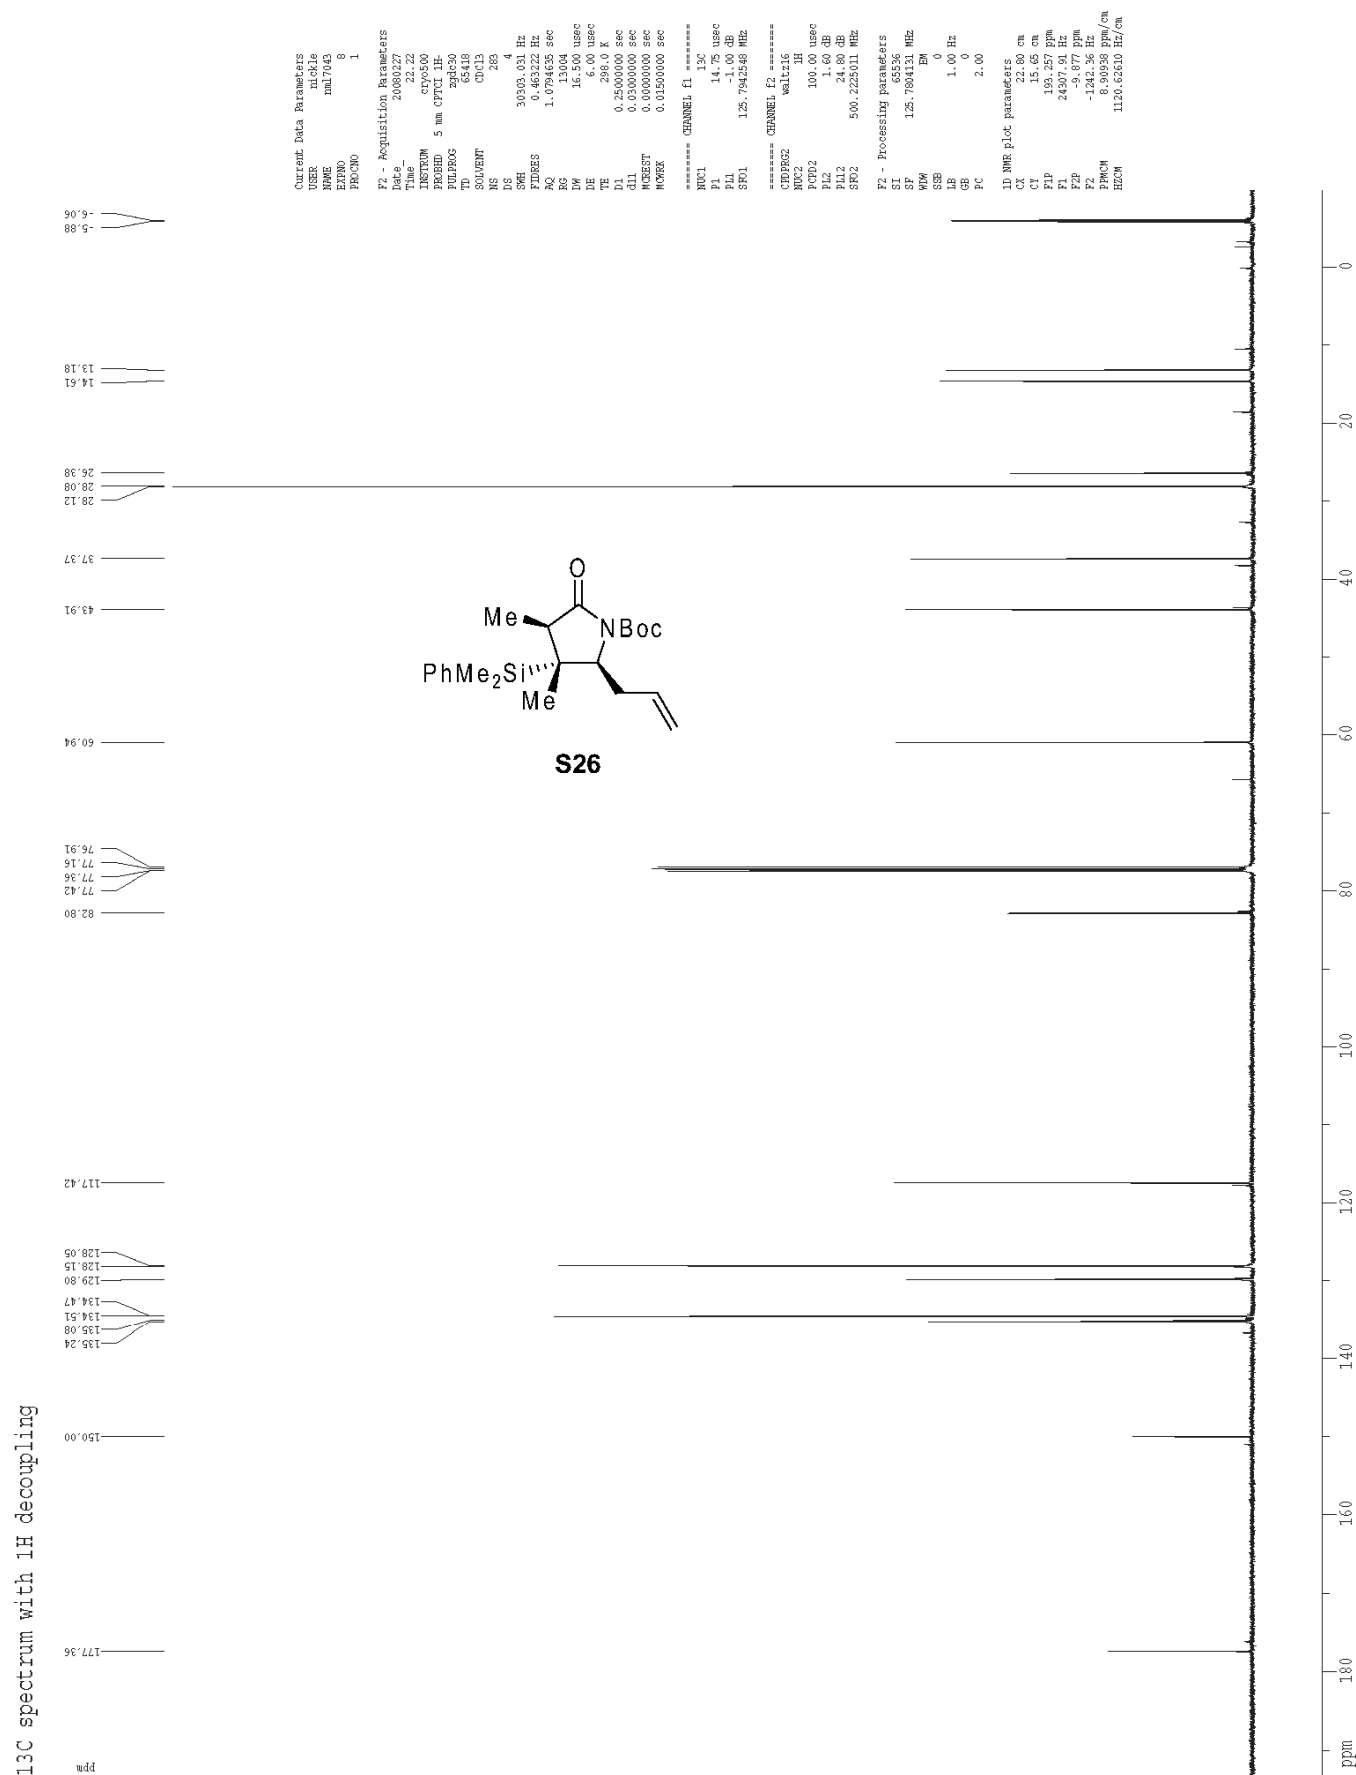 13C spectrum with 1H decoupling
ppm
177.36
150.00
135.24
135.08
134.51
134.47
129.80
128.15
128.05
117.42
82.80
77.42
77.36
77.16
76.91
60.94
43.91
37.37
28.12
28.08
26.38
14.61
13.18
-5.88
-6.06
Current Data Parameters
USER nickle
NAME nml7043
EXPNO 8
PROCNO 1
F2 - Acquisition Parameters
Date_ 20080227
Time 22.22
INSTRUM cryo500
PROBHD 5 mm CPTCI 1H-
PULPROG zgdc30
TD 65418
SOLVENT CDCl3
NS 283
DS 4
SWH 30303.031 Hz
FIDRES 0.463222 Hz
AQ 1.0794635 sec
RG 13004
DW 16.500 usec
DE 6.00 usec
TE 298.0 K
D1 0.25000000 sec
d11 0.03000000 sec
MCREST 0.00000000 sec
MCWRK 0.01500000 sec
======== CHANNEL f1 ========
NUC1 13C
P1 14.75 usec
PL1 -1.00 dB
SFO1 125.7942548 MHz
======== CHANNEL f2 ========
CPDPRG2 waltz16
NUC2 1H
PCPD2 100.00 usec
PL2 1.60 dB
PL12 24.80 dB
SFO2 500.2225011 MHz
F2 - Processing parameters
SI 65536
SF 125.7804131 MHz
WDW EM
SSB 0
LB 1.00 Hz
GB 0
PC 2.00
1D NMR plot parameters
CX 22.80 cm
CY 15.65 cm
F1P 193.257 ppm
F1 24307.91 Hz
F2P -9.877 ppm
F2 -1242.36 Hz
PPMCM 8.90938 ppm/cm
HZCM 1120.62610 Hz/cm
O
Me
NBoc
PhMe2Si
Me
S26
ppm
180
160
140
120
100
80
60
40
20
0